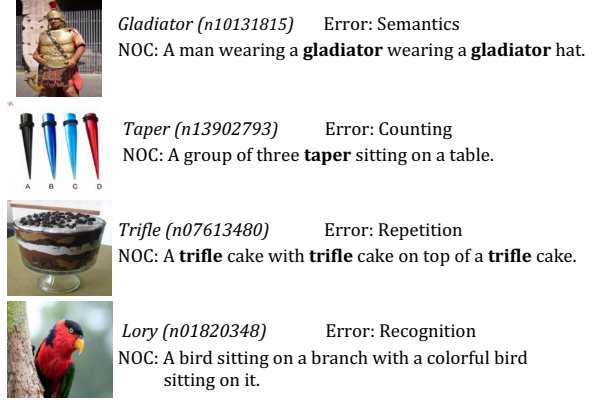 Gladiator (n10131815) Error: Semantics
NOC: A man wearing a gladiator wearing a gladiator hat.
Taper (n13902793) Error: Counting
NOC: A group of three taper sitting on a table.
A B C D
Trifle (n07613480) Error: Repetition
NOC: A trifle cake with trifle cake on top of a trifle cake.
Lory (n01820348) Error: Recognition
NOC: A bird sitting on a branch with a colorful bird
sitting on it.